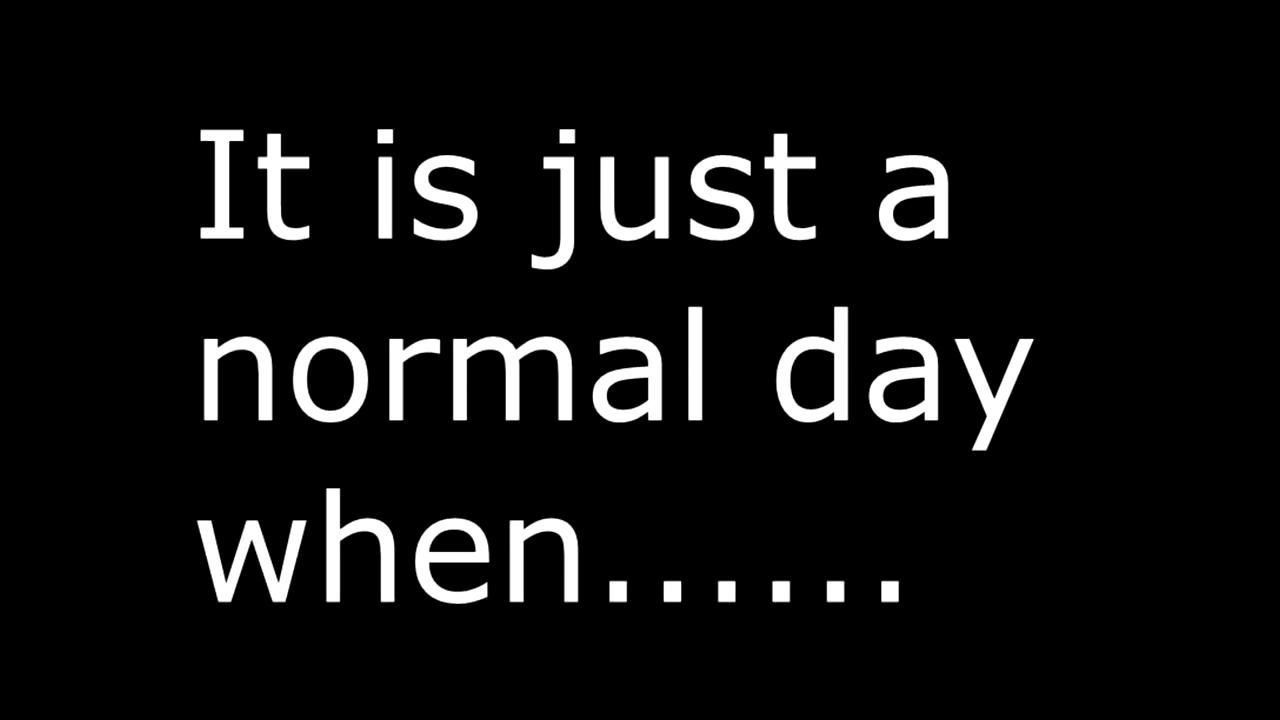 It is just a
normal day
when......